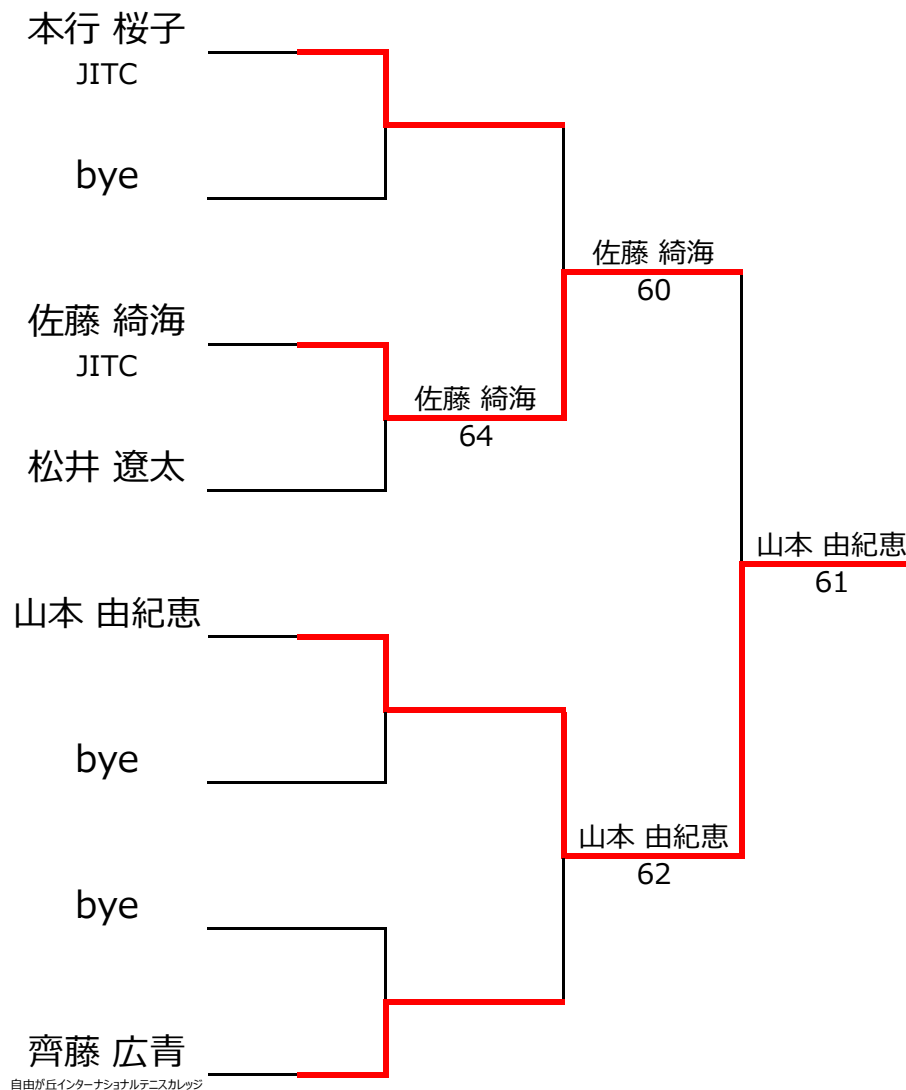 本行 桜子
JITC
bye
佐藤 綺海
60
佐藤 綺海
JITC
佐藤 綺海
64
松井 遼太
山本 由紀恵
61
山本 由紀恵
bye
山本 由紀恵
62
bye
齊藤 広青
自由が丘インターナショナルテニスカレッジ